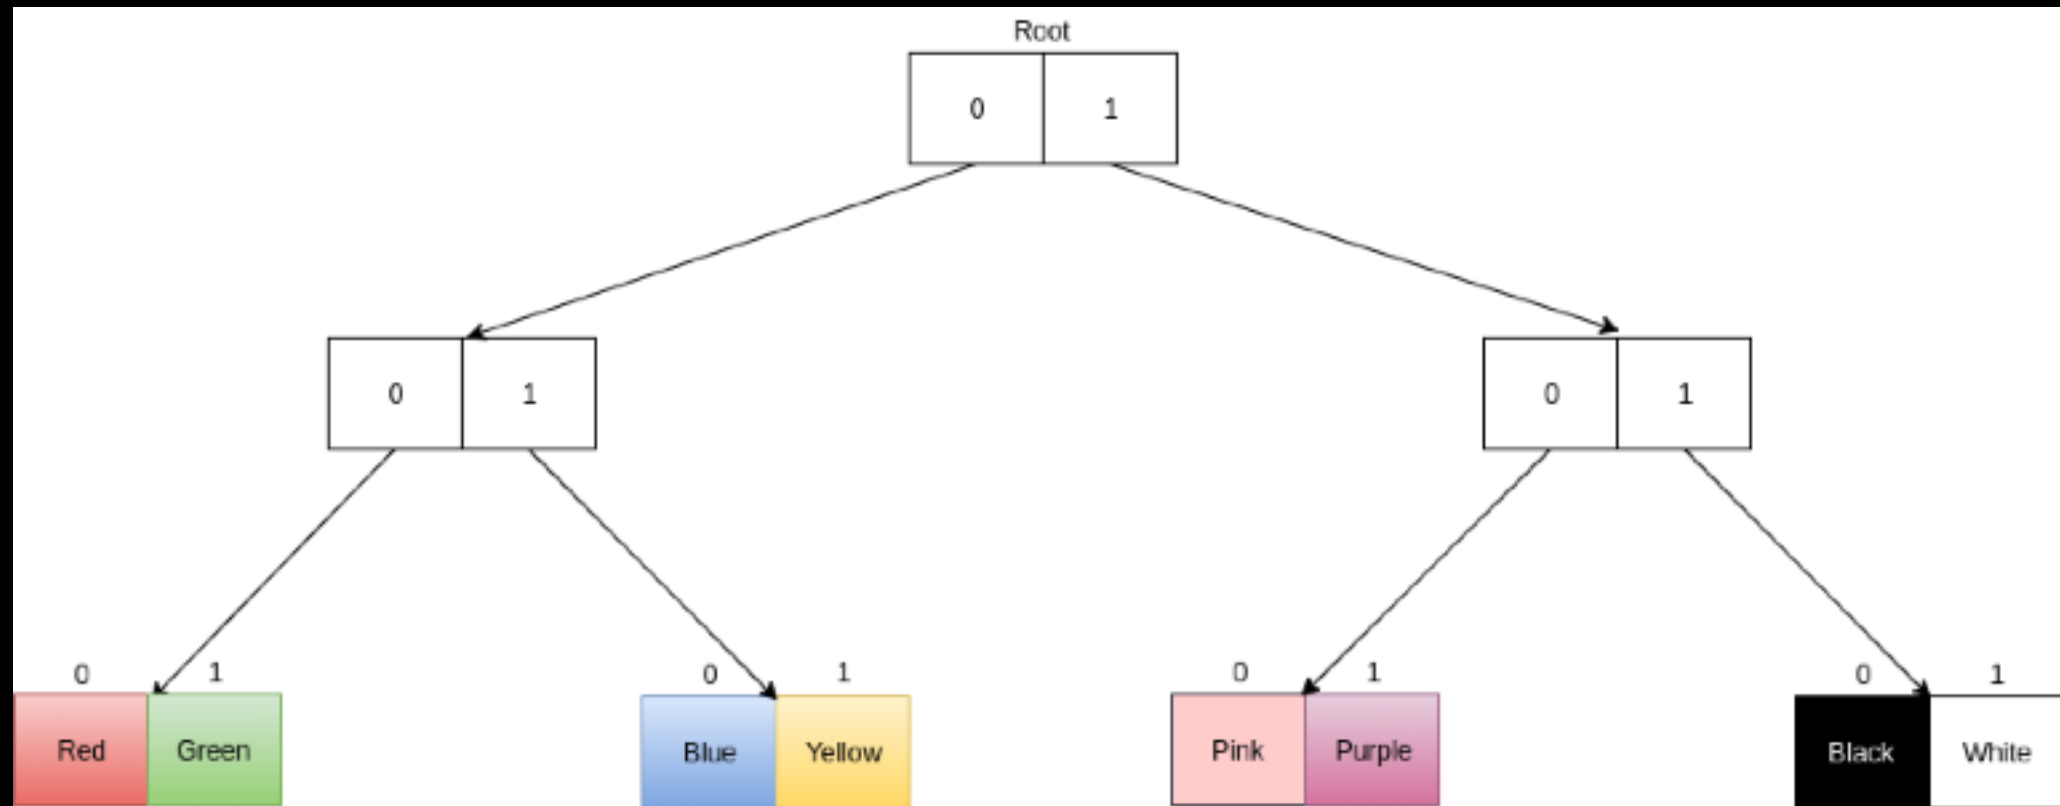 Root
0 1
0 1 0 1
0 1 0 1 0 1 0 1
Red Green Blue Yellow Pink Purple Black White